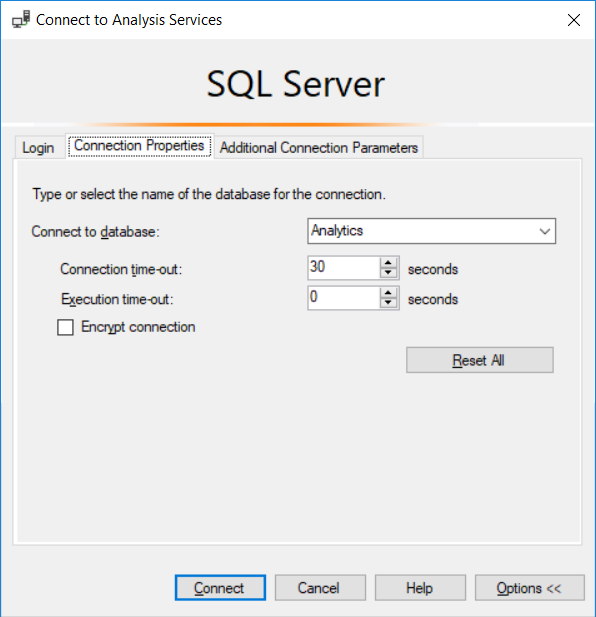 Connect to Analysis Services
SQL Server
Login Connection Properties Additional Connection Parameters
Type or select the name of the database for the connection.
Connect to database: Analytics
Connection time-out: 30 seconds
Execution time-out: 0 seconds
Encrypt connection
Reset All
Connect Cancel Help Options <<